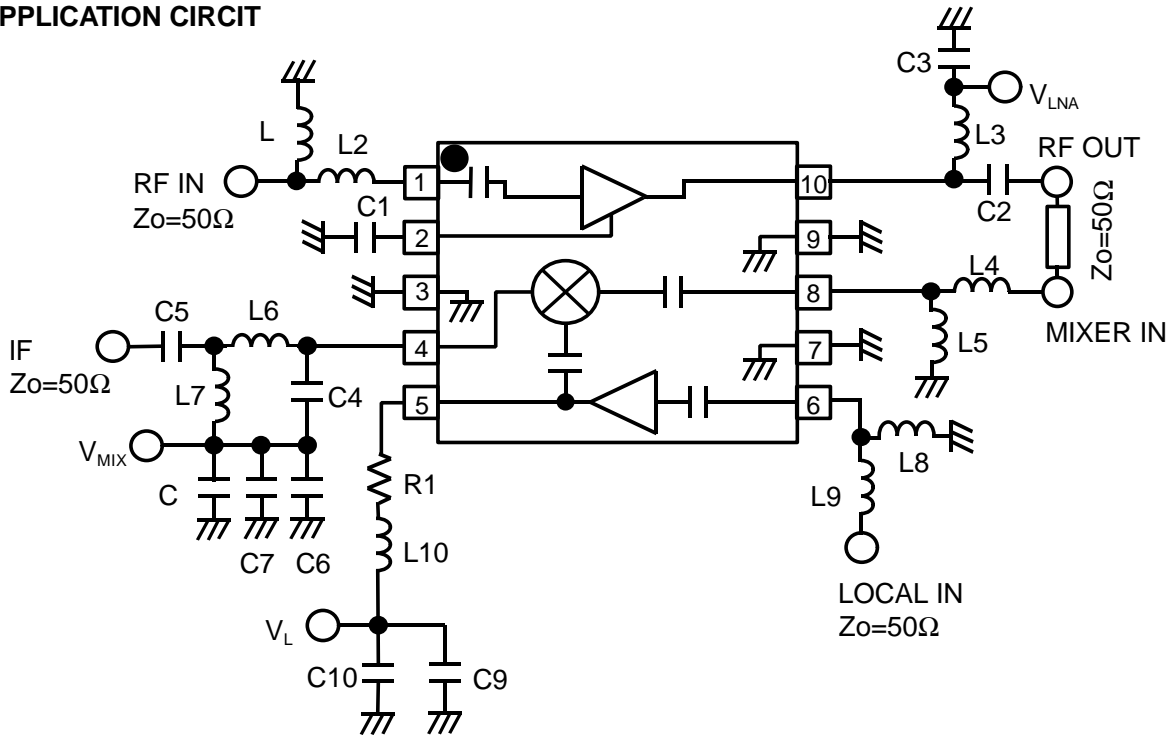 PPLICATION CIRCIT
C3
V_LNA
L
L2
L3
RF OUT
RF IN
Zo=50Ω
1
10
C1
C2
2
9
Zo=50Ω
L4
3
8
C5
L6
MIXER IN
IF
Zo=50Ω
4
7
L5
L7
C4
5
6
V_MIX
L8
C
R1
L9
C7
C6
L10
LOCAL IN
Zo=50Ω
V_L
C10
C9